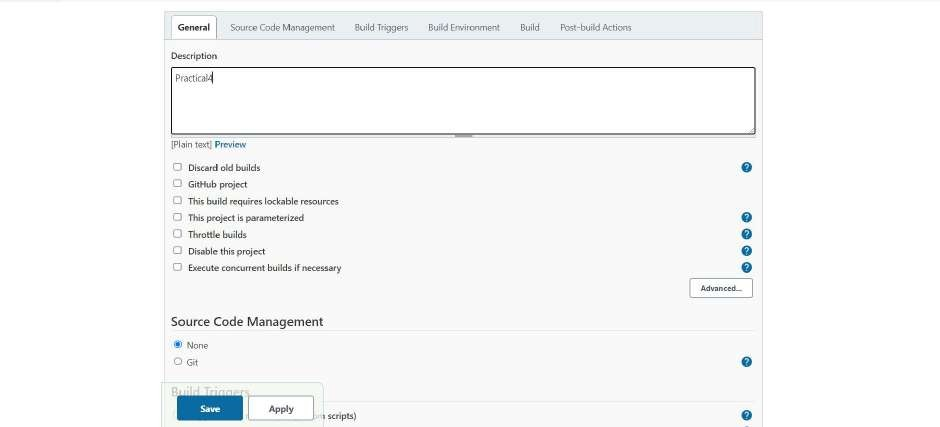 General Source Code Management Build Triggers Build Environment Build Post-build Actions
Description
Practical4
[Plain text] Preview
Discard old builds
GitHub project
This build requires lockable resources
This project is parameterized
Throttle builds
Disable this project
Execute concurrent builds if necessary
Advanced...
Source Code Management
None
Git
Build Triggers
Save Apply scripts)